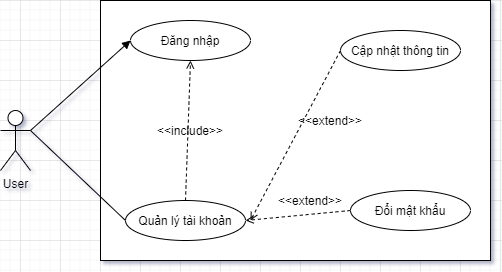 Đăng nhập
Cập nhật thông tin
<<include>>
<<extend>>
User
<<extend>>
Quản lý tài khoản
Đổi mật khẩu